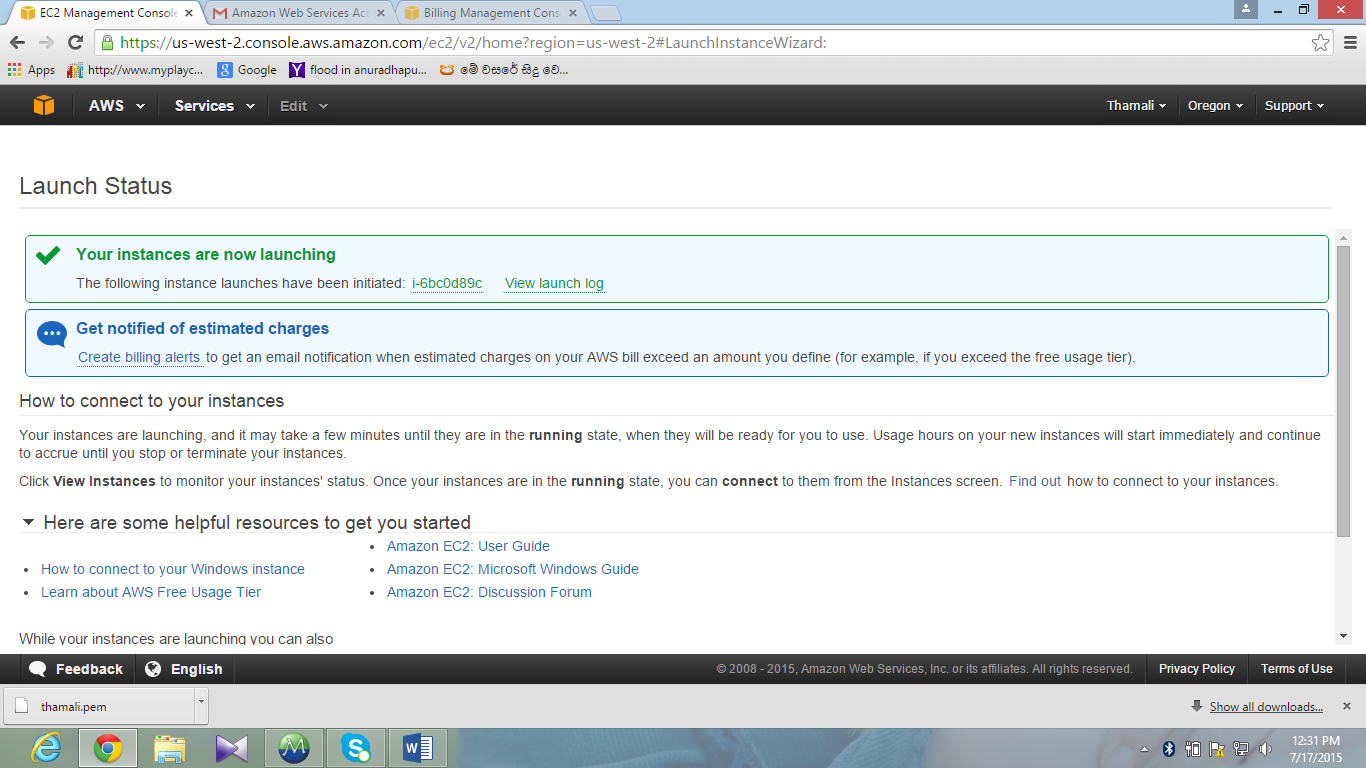 EC2 Management Console
Amazon Web Services Acc
Billing Management Cons
https://us-west-2.console.aws.amazon.com/ec2/v2/home?region=us-west-2#LaunchInstanceWizard:
Apps http://www.myplayc... Google flood in anuradhapu... මේ වසරේ සිදු වෙ...
AWS Services Edit Thamali Oregon Support
Launch Status
Your instances are now launching
The following instance launches have been initiated: i-6bc0d89c View launch log
Get notified of estimated charges
Create billing alerts to get an email notification when estimated charges on your AWS bill exceed an amount you define (for example, if you exceed the free usage tier).
How to connect to your instances
Your instances are launching, and it may take a few minutes until they are in the running state, when they will be ready for you to use. Usage hours on your new instances will start immediately and continue
to accrue until you stop or terminate your instances.
Click View Instances to monitor your instances' status. Once your instances are in the running state, you can connect to them from the Instances screen. Find out how to connect to your instances.
Here are some helpful resources to get you started
• How to connect to your Windows instance
• Learn about AWS Free Usage Tier
• Amazon EC2: User Guide
• Amazon EC2: Microsoft Windows Guide
• Amazon EC2: Discussion Forum
While your instances are launching you can also
Feedback English © 2008 - 2015, Amazon Web Services, Inc. or its affiliates. All rights reserved. Privacy Policy Terms of Use
thamali.pem Show all downloads...
12:31 PM
7/17/2015